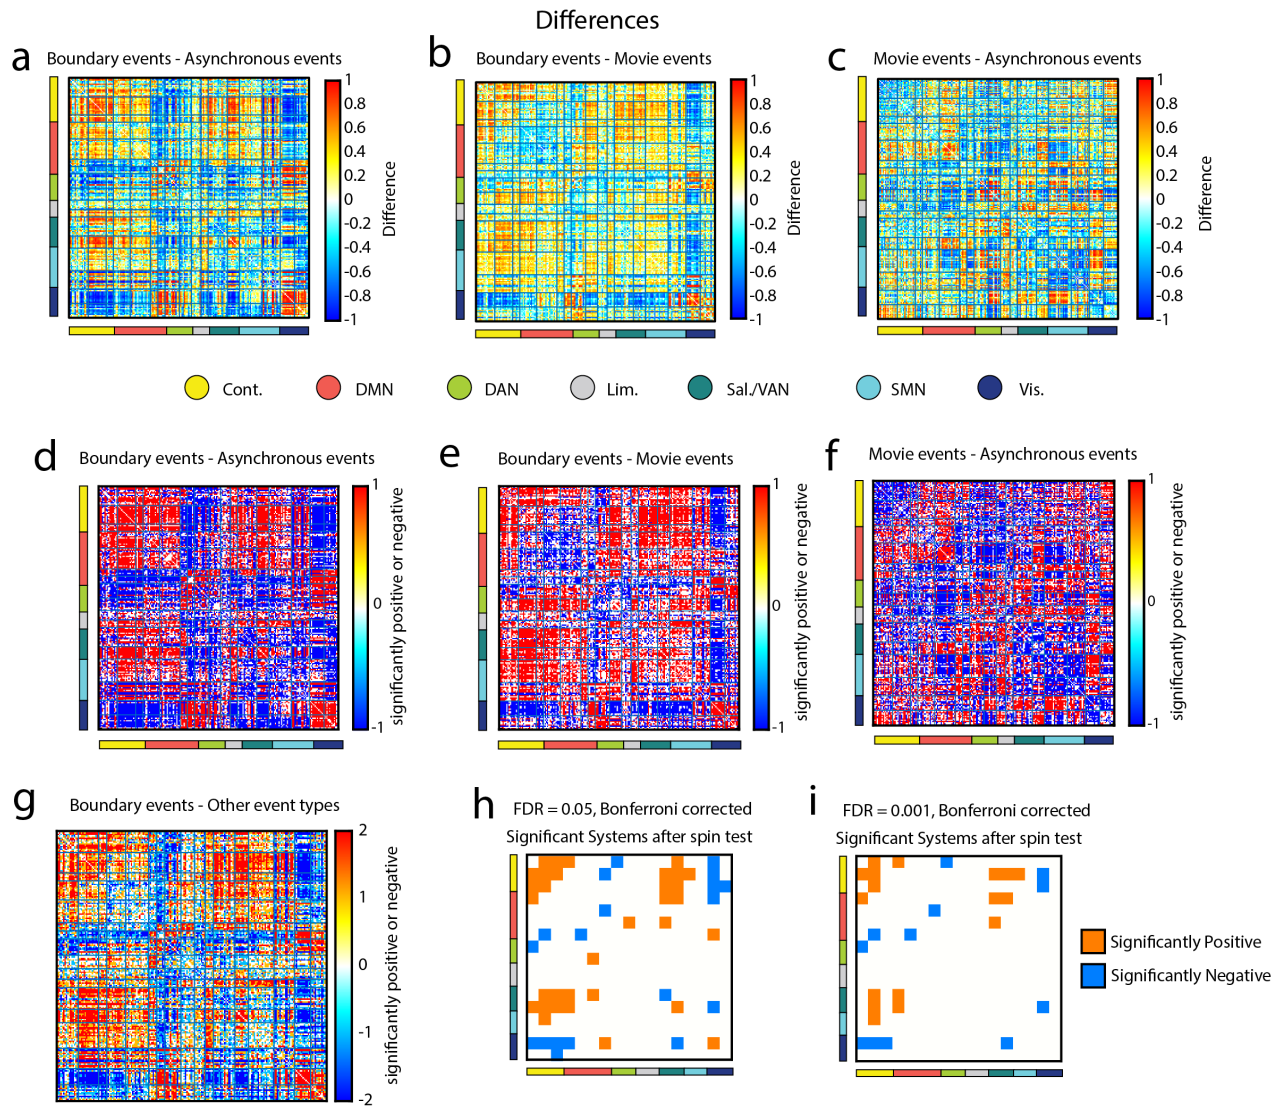 Differences
a
Boundary events - Asynchronous events
1
0.8
0.6
0.4
0.2
0
-0.2
-0.4
-0.6
-0.8
-1
Difference
b
Boundary events - Movie events
1
0.8
0.6
0.4
0.2
0
-0.2
-0.4
-0.6
-0.8
-1
Difference
c
Movie events - Asynchronous events
1
0.8
0.6
0.4
0.2
0
-0.2
-0.4
-0.6
-0.8
-1
Difference
Cont.
DMN
DAN
Lim.
Sal./VAN
SMN
Vis.
d
Boundary events - Asynchronous events
1
0
-1
significantly positive or negative
e
Boundary events - Movie events
1
0
-1
significantly positive or negative
f
Movie events - Asynchronous events
1
0
-1
significantly positive or negative
g
Boundary events - Other event types
2
1
0
-1
-2
significantly positive or negative
h
FDR = 0.05, Bonferroni corrected
Significant Systems after spin test
i
FDR = 0.001, Bonferroni corrected
Significant Systems after spin test
Significantly Positive
Significantly Negative